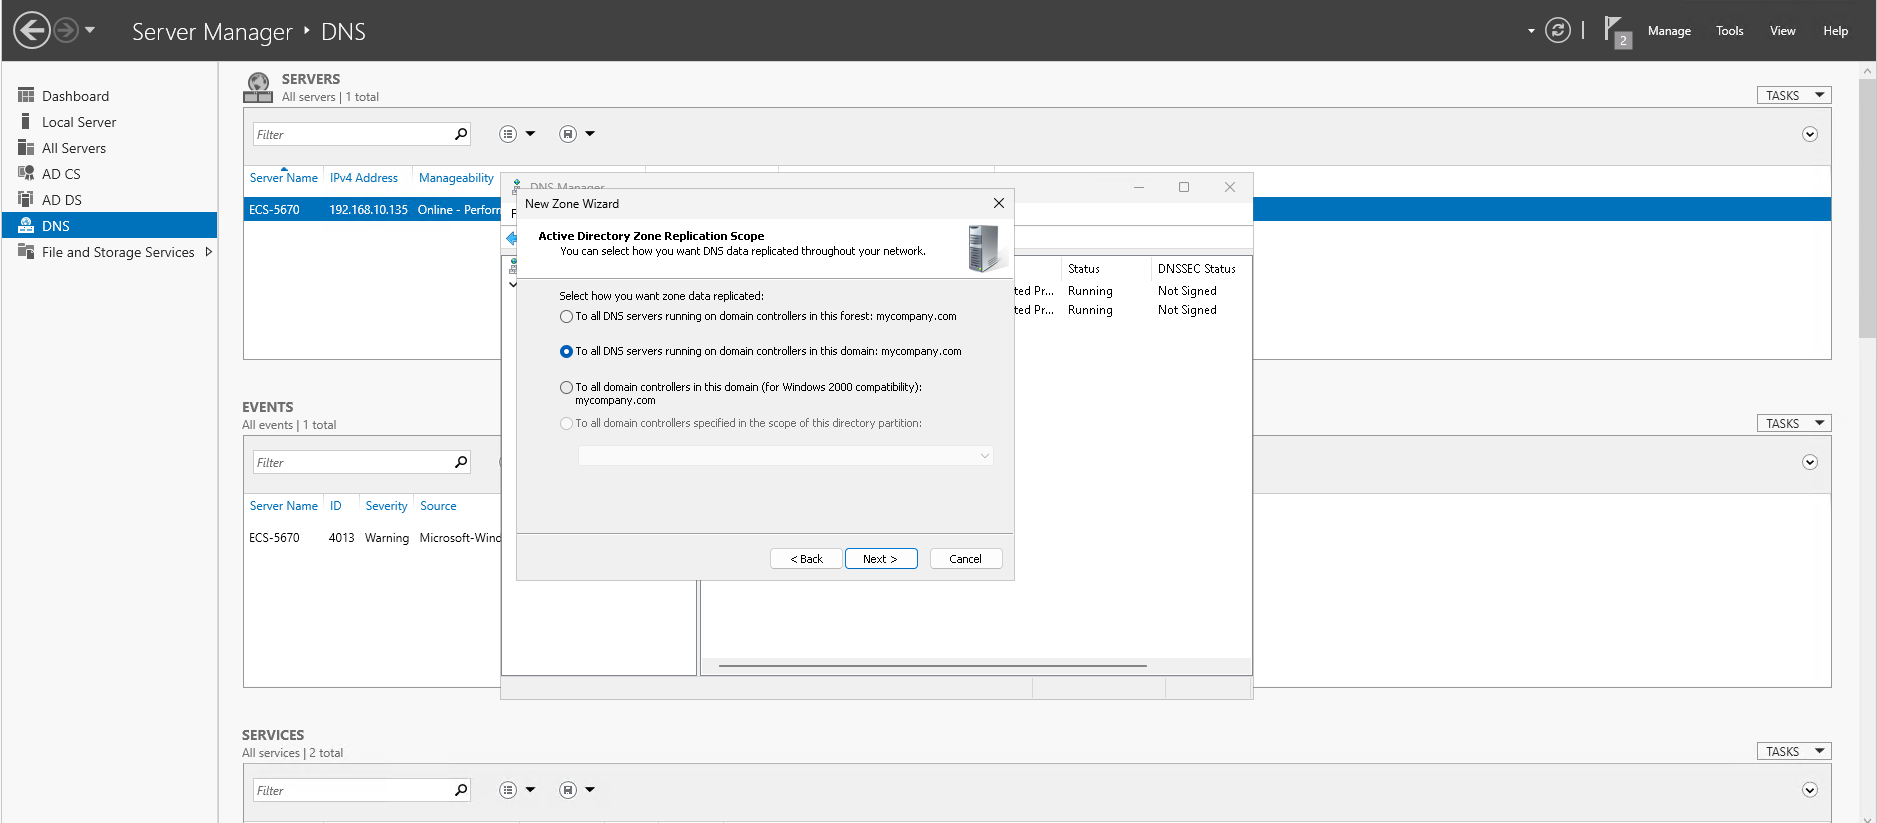 Server Manager ‣ DNS
2
Manage
Tools
View
Help
Dashboard
Local Server
All Servers
AD CS
AD DS
DNS
File and Storage Services
SERVERS
All servers | 1 total
TASKS
Filter
Server Name
IPv4 Address
Manageability
ECS-5670
192.168.10.135
Online - Perforn
DNS Manager
New Zone Wizard
Active Directory Zone Replication Scope
You can select how you want DNS data replicated throughout your network.
Select how you want zone data replicated:
To all DNS servers running on domain controllers in this forest: mycompany.com
To all DNS servers running on domain controllers in this domain: mycompany.com
To all domain controllers in this domain (for Windows 2000 compatibility):
mycompany.com
To all domain controllers specified in the scope of this directory partition:
< Back
Next >
Cancel
Status
DNSSEC Status
ted Pr...
Running
Not Signed
ted Pr...
Running
Not Signed
EVENTS
All events | 1 total
TASKS
Filter
Server Name
ID
Severity
Source
ECS-5670
4013
Warning
Microsoft-Wind
SERVICES
All services | 2 total
TASKS
Filter